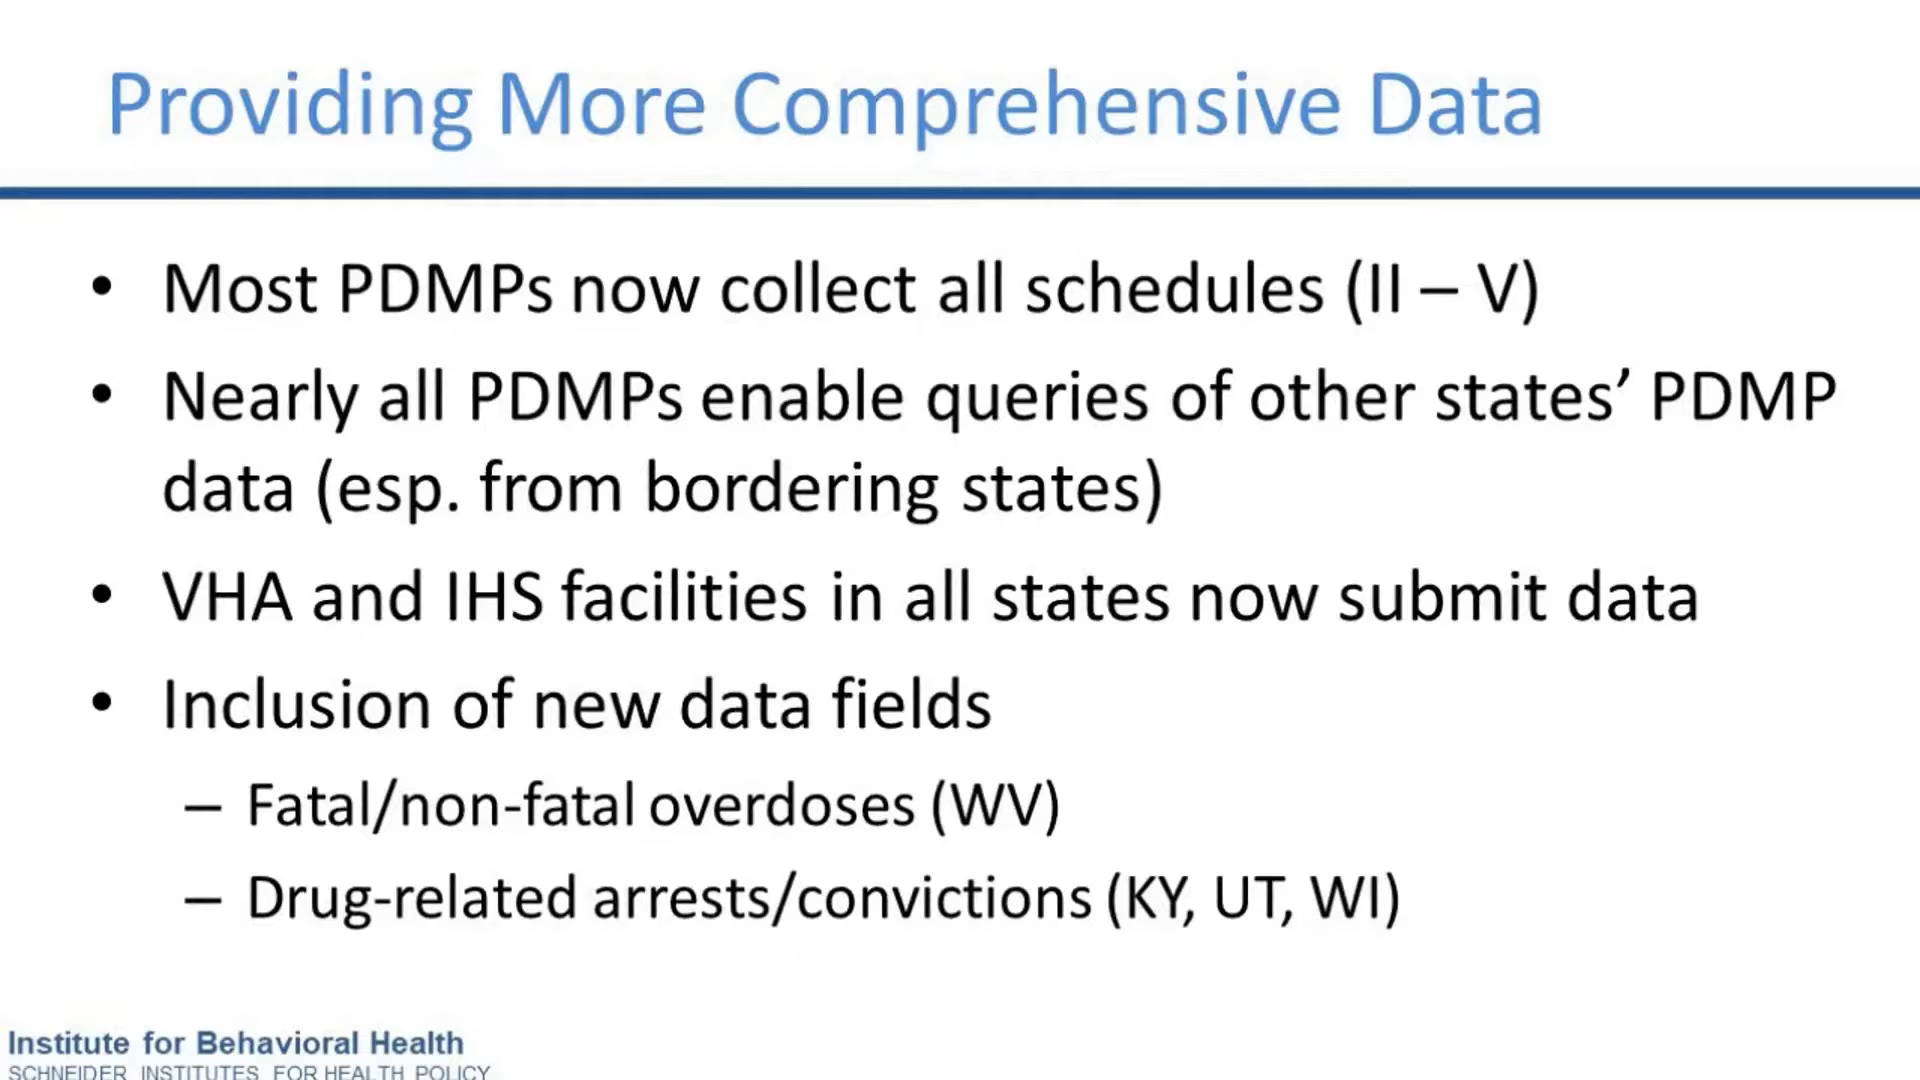 Providing More Comprehensive Data
• Most PDMPs now collect all schedules (II – V)
• Nearly all PDMPs enable queries of other states’ PDMP
data (esp. from bordering states)
• VHA and IHS facilities in all states now submit data
• Inclusion of new data fields
– Fatal/non-fatal overdoses (WV)
– Drug-related arrests/convictions (KY, UT, WI)
Institute for Behavioral Health
SCHNEIDER INSTITUTES FOR HEALTH POLICY